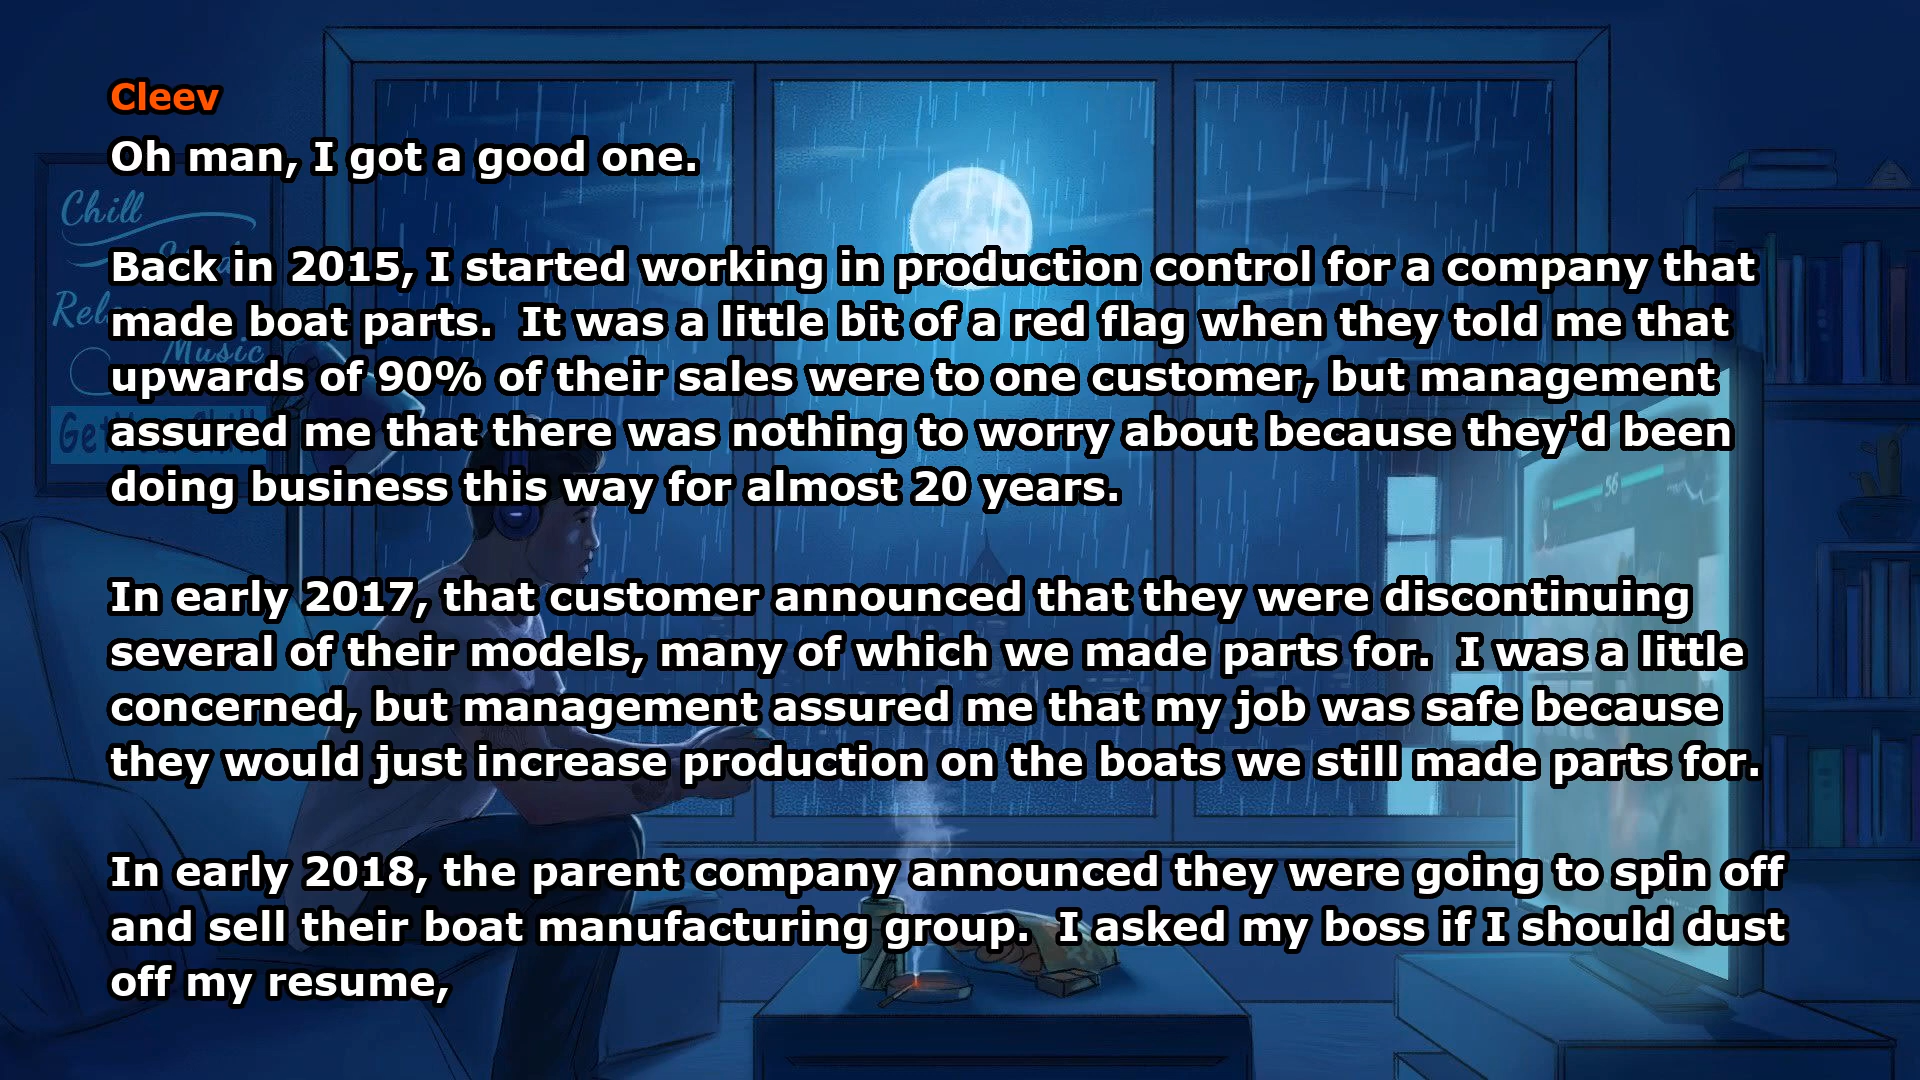 Cleev
Oh man, I got a good one.
Back in 2015, I started working in production control for a company that
made boat parts.  It was a little bit of a red flag when they told me that
upwards of 90% of their sales were to one customer, but management
assured me that there was nothing to worry about because they'd been
doing business this way for almost 20 years.
In early 2017, that customer announced that they were discontinuing
several of their models, many of which we made parts for.  I was a little
concerned, but management assured me that my job was safe because
they would just increase production on the boats we still made parts for.
In early 2018, the parent company announced they were going to spin off
and sell their boat manufacturing group.  I asked my boss if I should dust
off my resume,
Chill
Music
56